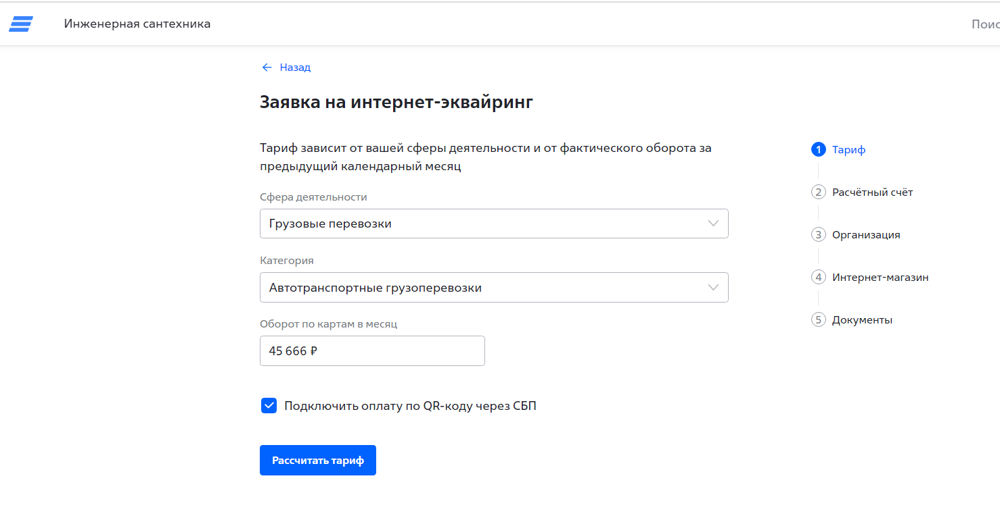 Инженерная сантехника
Назад
Заявка на интернет-эквайринг
Тариф зависит от вашей сферы деятельности и от фактического оборота за
предыдущий календарный месяц
Сфера деятельности
Грузовые перевозки
Категория
Автотранспортные грузоперевозки
Оборот по картам в месяц
45 666 ₽
Подключить оплату по QR-коду через СБП
Рассчитать тариф
1 Тариф
2 Расчётный счёт
3 Организация
4 Интернет-магазин
5 Документы